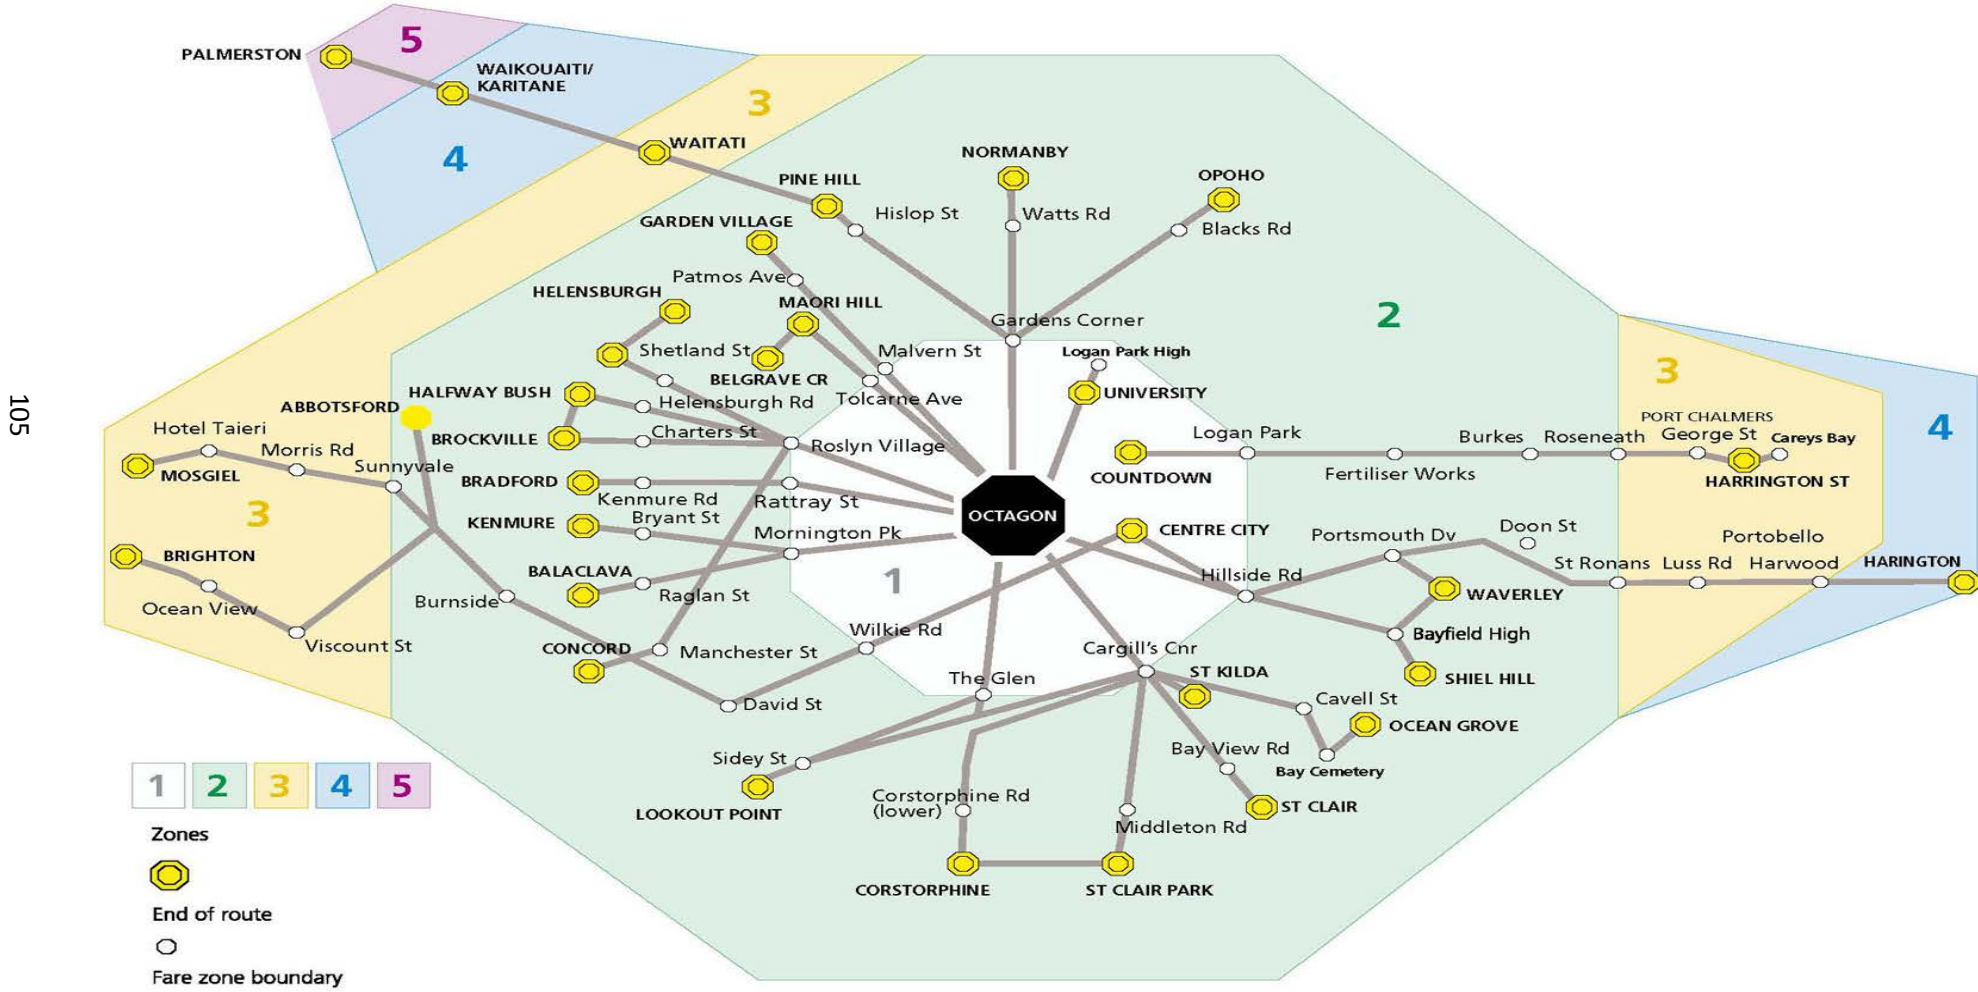 5
PALMERSTON
WAIKOUAITI/
KARITANE
3
4
WAITATI
NORMANBY
PINE HILL
OPOHO
Hislop St
Watts Rd
GARDEN VILLAGE
Blacks Rd
Patmos Ave
HELENSBURGH
MAORI HILL
2
Gardens Corner
Shetland St
Malvern St
Logan Park High
3
BELGRAVE CR
HALFWAY BUSH
UNIVERSITY
Helensburgh Rd
Tolcarne Ave
ABBOTSFORD
105
PORT CHALMERS
4
Hotel Taieri
BROCKVILLE
Charters St
Roslyn Village
Logan Park
Burkes
Roseneath
George St
Careys Bay
Morris Rd
Sunnyvale
MOSGIEL
BRADFORD
COUNTDOWN
Fertiliser Works
HARRINGTON ST
Kenmure Rd
Rattray St
3
KENMURE
Bryant St
OCTAGON
Mornington Pk
CENTRE CITY
Portsmouth Dv
Doon St
Portobello
BRIGHTON
BALACLAVA
1
Hillside Rd
St Ronans
Luss Rd
Harwood
HARINGTON
Burnside
Raglan St
WAVERLEY
Ocean View
Wilkie Rd
Bayfield High
Viscount St
CONCORD
Manchester St
Cargill's Cnr
The Glen
ST KILDA
SHIEL HILL
David St
Cavell St
OCEAN GROVE
Sidey St
Bay View Rd
Bay Cemetery
1 2 3 4 5
Corstorphine Rd
(lower)
ST CLAIR
LOOKOUT POINT
Middleton Rd
Zones
CORSTORPHINE
ST CLAIR PARK
End of route
Fare zone boundary